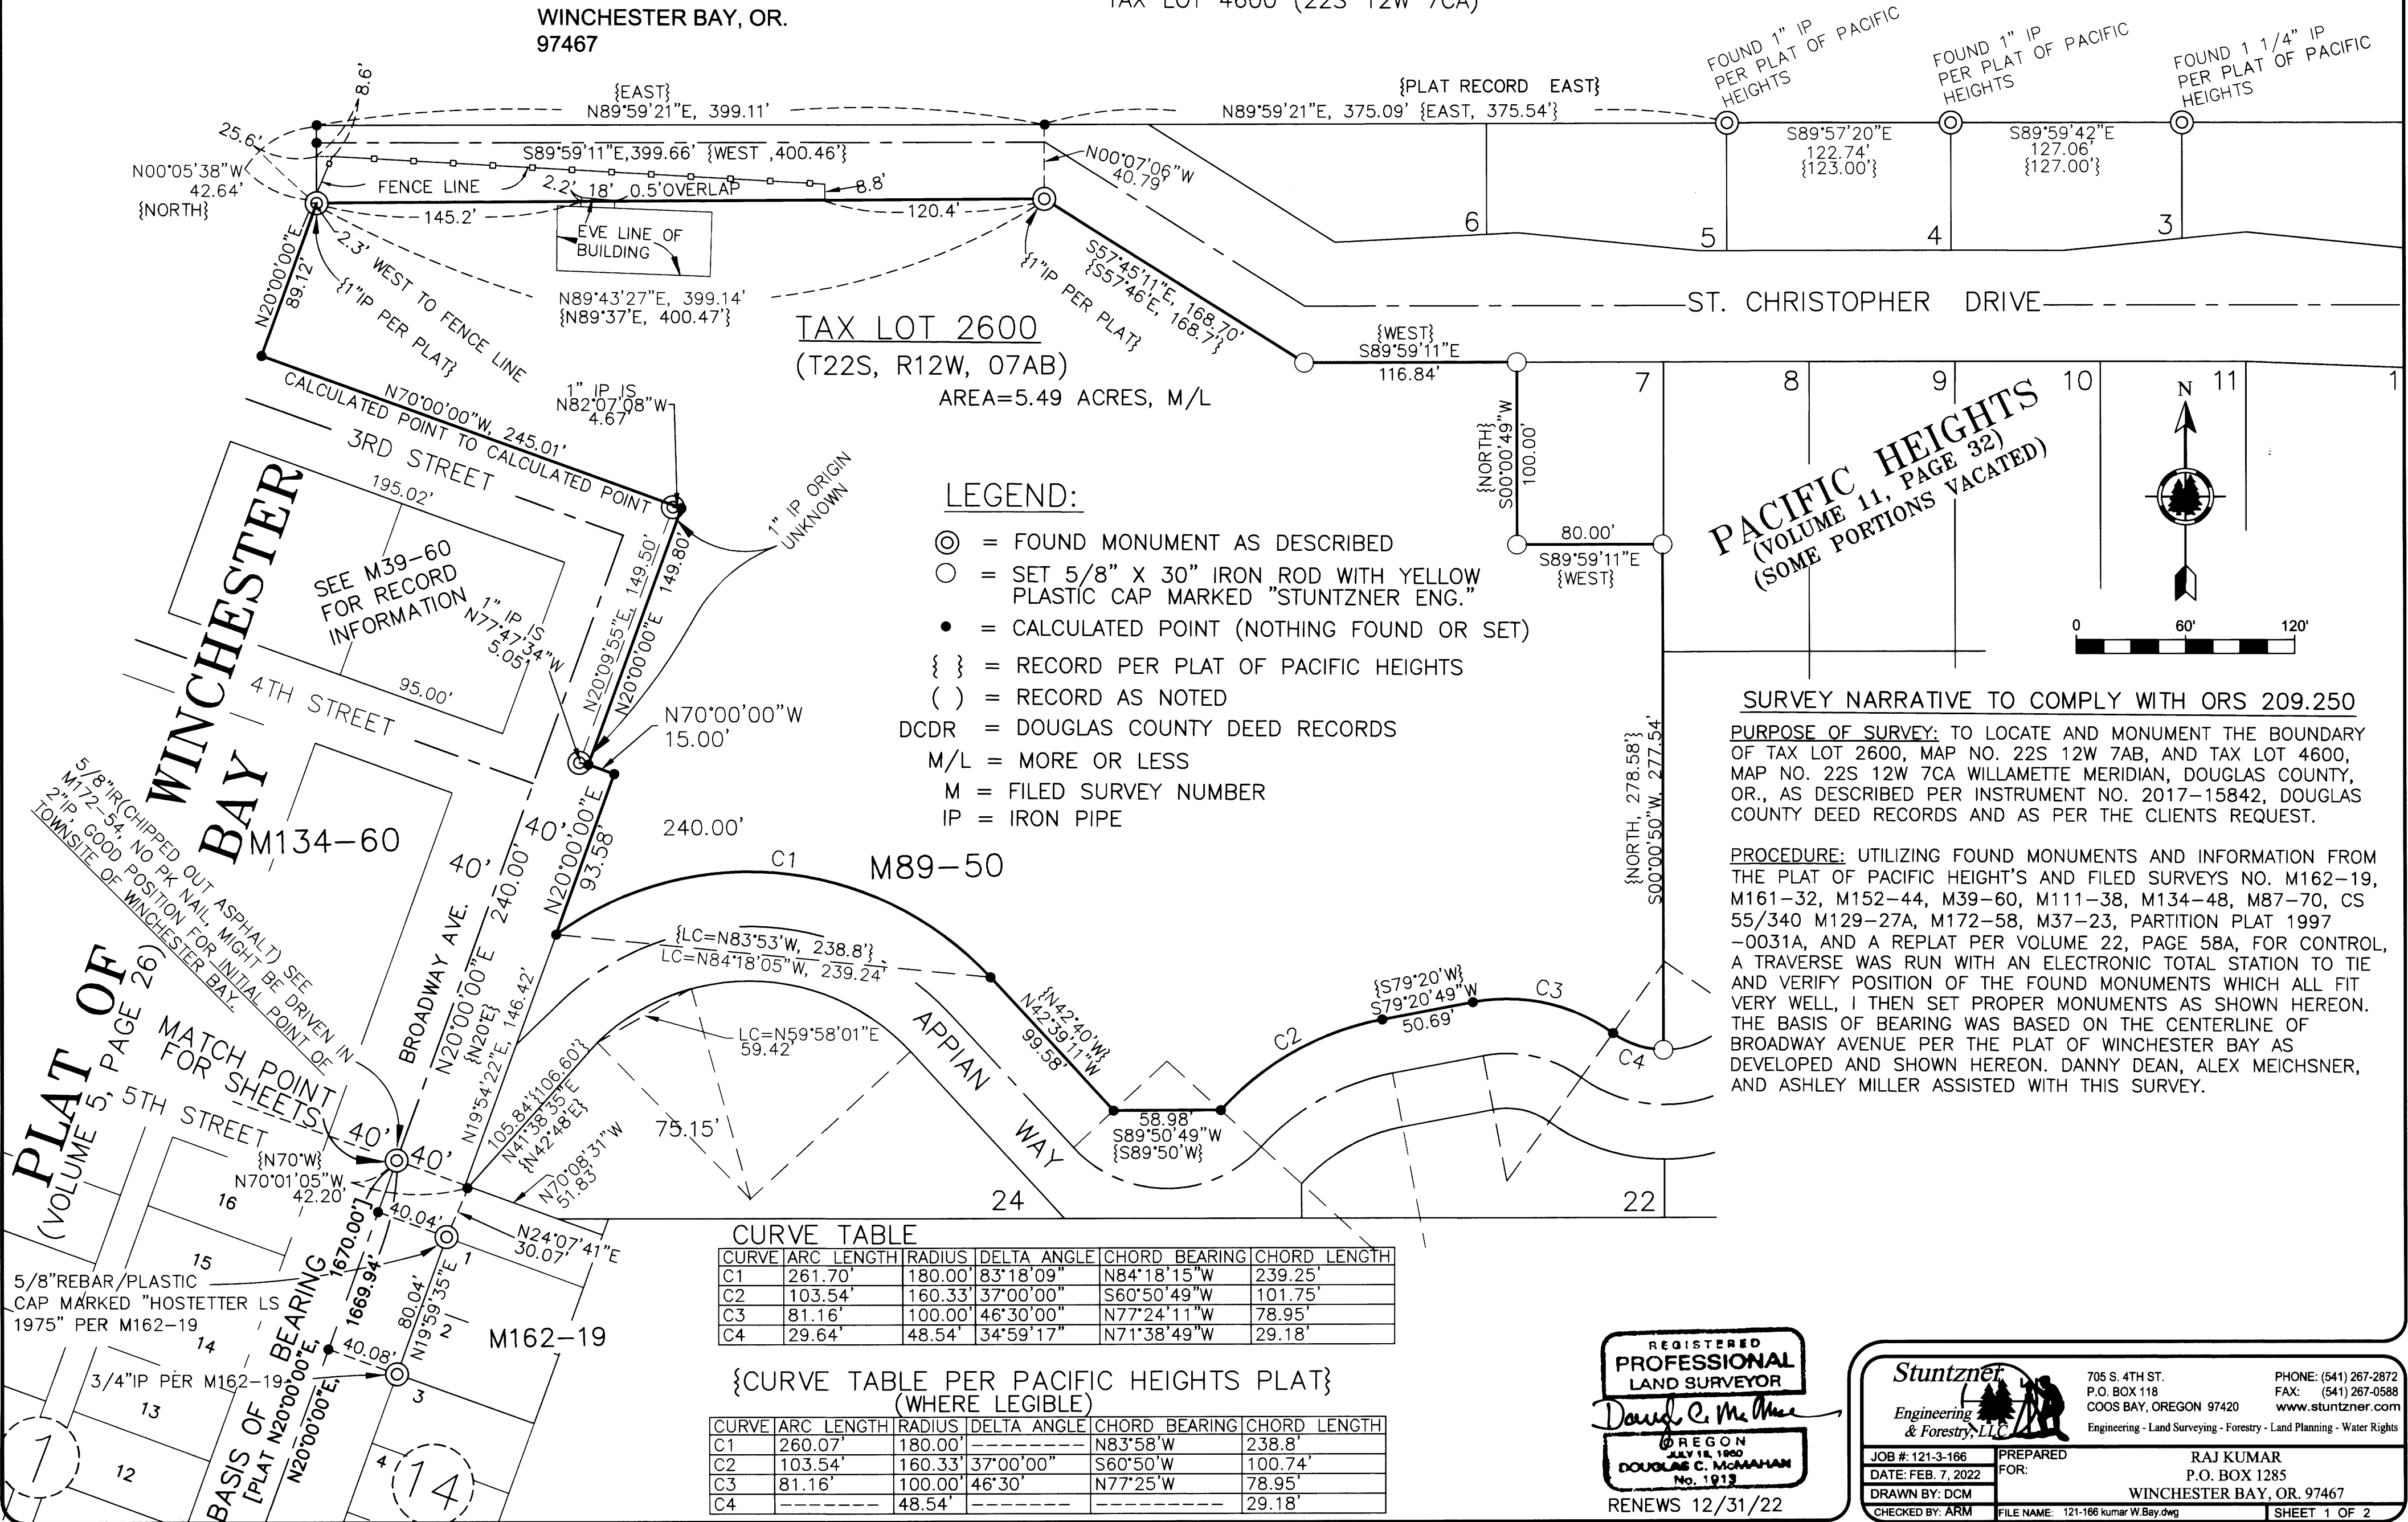 WINCHESTER BAY, OR.
97467
TAX LOT 4600 (22S 12W 7CA)
FOUND 1" IP
PER PLAT OF PACIFIC
HEIGHTS
FOUND 1" IP
PER PLAT OF PACIFIC
HEIGHTS
FOUND 1 1/4" IP
PER PLAT OF PACIFIC
HEIGHTS
8.6'
{EAST}
N89°59'21"E, 399.11'
{PLAT RECORD EAST}
N89°59'21"E, 375.09' {EAST, 375.54'}
S89°57'20"E
122.74'
{123.00'}
S89°59'42"E
127.06'
{127.00'}
25.6'
S89°59'11"E,399.66' {WEST ,400.46'}
N00°05'38"W
42.64'
{NORTH}
FENCE LINE
2.2'
18'
0.5'OVERLAP
8.8'
N00°07'06"W
40.79'
145.2'
120.4'
EVE LINE OF
BUILDING
6
5
4
3
2.3' WEST TO FENCE LINE
{1"IP PER PLAT}
N20°00'00"E
89.12'
N89°43'27"E, 399.14'
{N89°37'E, 400.47'}
{1"IP PER PLAT}
S57°45'11"E, 168.70'
{S57°46'E, 168.7'}
ST. CHRISTOPHER DRIVE
TAX LOT 2600
(T22S, R12W, 07AB)
AREA=5.49 ACRES, M/L
{WEST}
S89°59'11"E
116.84'
7
8
9
10
11
1
N
N70°00'00"W, 245.01'
CALCULATED POINT TO CALCULATED POINT
1" IP IS
N82°07'08"W
4.67'
3RD STREET
195.02'
1" IP ORIGIN
UNKNOWN
{NORTH}
S00°00'49"W
100.00'
80.00'
S89°59'11"E
{WEST}
PACIFIC HEIGHTS
(VOLUME 11, PAGE 32)
(SOME PORTIONS VACATED)
0 60' 120'
LEGEND:
= FOUND MONUMENT AS DESCRIBED
= SET 5/8" X 30" IRON ROD WITH YELLOW
PLASTIC CAP MARKED "STUNTZNER ENG."
= CALCULATED POINT (NOTHING FOUND OR SET)
{ } = RECORD PER PLAT OF PACIFIC HEIGHTS
( ) = RECORD AS NOTED
DCDR = DOUGLAS COUNTY DEED RECORDS
M/L = MORE OR LESS
M = FILED SURVEY NUMBER
IP = IRON PIPE
WINCHESTER
BAY
SEE M39-60
FOR RECORD
INFORMATION
1" IP IS
N77°47'34"W
5.05'
N20°09'55"E, 149.50'
N20°00'00"E 149.80'
4TH STREET
95.00'
N70°00'00"W
15.00'
N20°00'00"E
93.58'
240.00'
M134-60
5/8"IR(CHIPPED OUT ASPHALT) SEE
M172-54, NO PK NAIL, MIGHT BE DRIVEN IN
2"IP, GOOD POSITION FOR INITIAL POINT OF
TOWNSITE OF WINCHESTER BAY.
40'
40'
BROADWAY AVE.
N20°00'00"E 240.00'
{N20°E}
C1
M89-50
{LC=N83°53'W, 238.8'}
LC=N84°18'05"W, 239.24'
N19°54'22"E, 146.42'
LC=N59°58'01"E
59.42'
105.84'{106.60'}
N41°38'35"E
{N42°48'E}
75.15'
N70°08'31"W
51.83'
APPIAN WAY
{N42°40'W}
N42°39'11"W
99.58'
58.98'
S89°50'49"W
{S89°50'W}
C2
{S79°20'W}
S79°20'49"W
50.69'
C3
C4
{NORTH, 278.58'}
S00°00'50"W, 277.54'
24
22
PLAT OF
(VOLUME 5, PAGE 26)
MATCH POINT
FOR SHEETS
5TH STREET
40'
40'
{N70°W}
N70°01'05"W
42.20'
40.04'
N24°07'41"E
30.07'
16
15
14
13
12
1
1
2
3
4
14
5/8"REBAR/PLASTIC
CAP MARKED "HOSTETTER LS
1975" PER M162-19
3/4"IP PER M162-19
40.08'
80.04'
N19°59'35"E
M162-19
BASIS OF BEARING
[PLAT N20°00'00"E, 1670.00']
N20°00'00"E, 1669.94'
SURVEY NARRATIVE TO COMPLY WITH ORS 209.250
PURPOSE OF SURVEY: TO LOCATE AND MONUMENT THE BOUNDARY
OF TAX LOT 2600, MAP NO. 22S 12W 7AB, AND TAX LOT 4600,
MAP NO. 22S 12W 7CA WILLAMETTE MERIDIAN, DOUGLAS COUNTY,
OR., AS DESCRIBED PER INSTRUMENT NO. 2017-15842, DOUGLAS
COUNTY DEED RECORDS AND AS PER THE CLIENTS REQUEST.
PROCEDURE: UTILIZING FOUND MONUMENTS AND INFORMATION FROM
THE PLAT OF PACIFIC HEIGHT'S AND FILED SURVEYS NO. M162-19,
M161-32, M152-44, M39-60, M111-38, M134-48, M87-70, CS
55/340 M129-27A, M172-58, M37-23, PARTITION PLAT 1997
-0031A, AND A REPLAT PER VOLUME 22, PAGE 58A, FOR CONTROL,
A TRAVERSE WAS RUN WITH AN ELECTRONIC TOTAL STATION TO TIE
AND VERIFY POSITION OF THE FOUND MONUMENTS WHICH ALL FIT
VERY WELL, I THEN SET PROPER MONUMENTS AS SHOWN HEREON.
THE BASIS OF BEARING WAS BASED ON THE CENTERLINE OF
BROADWAY AVENUE PER THE PLAT OF WINCHESTER BAY AS
DEVELOPED AND SHOWN HEREON. DANNY DEAN, ALEX MEICHSNER,
AND ASHLEY MILLER ASSISTED WITH THIS SURVEY.
CURVE TABLE
CURVE ARC LENGTH RADIUS DELTA ANGLE CHORD BEARING CHORD LENGTH
C1 261.70' 180.00' 83°18'09" N84°18'15"W 239.25'
C2 103.54' 160.33' 37°00'00" S60°50'49"W 101.75'
C3 81.16' 100.00' 46°30'00" N77°24'11"W 78.95'
C4 29.64' 48.54' 34°59'17" N71°38'49"W 29.18'
{CURVE TABLE PER PACIFIC HEIGHTS PLAT}
(WHERE LEGIBLE)
CURVE ARC LENGTH RADIUS DELTA ANGLE CHORD BEARING CHORD LENGTH
C1 260.07' 180.00' --------- N83°58'W 238.8'
C2 103.54' 160.33' 37°00'00" S60°50'W 100.74'
C3 81.16' 100.00' 46°30' N77°25'W 78.95'
C4 ------- 48.54' -------- ---------- 29.18'
REGISTERED
PROFESSIONAL
LAND SURVEYOR
OREGON
JULY 18, 1980
DOUGLAS C. McMAHAN
No. 1913
RENEWS 12/31/22
Stuntzner
Engineering
& Forestry, LLC
705 S. 4TH ST.
P.O. BOX 118
COOS BAY, OREGON 97420
PHONE: (541) 267-2872
FAX: (541) 267-0588
www.stuntzner.com
Engineering - Land Surveying - Forestry - Land Planning - Water Rights
JOB #: 121-3-166
DATE: FEB. 7, 2022
DRAWN BY: DCM
CHECKED BY: ARM
PREPARED
FOR:
RAJ KUMAR
P.O. BOX 1285
WINCHESTER BAY, OR. 97467
FILE NAME: 121-166 kumar W.Bay.dwg
SHEET 1 OF 2